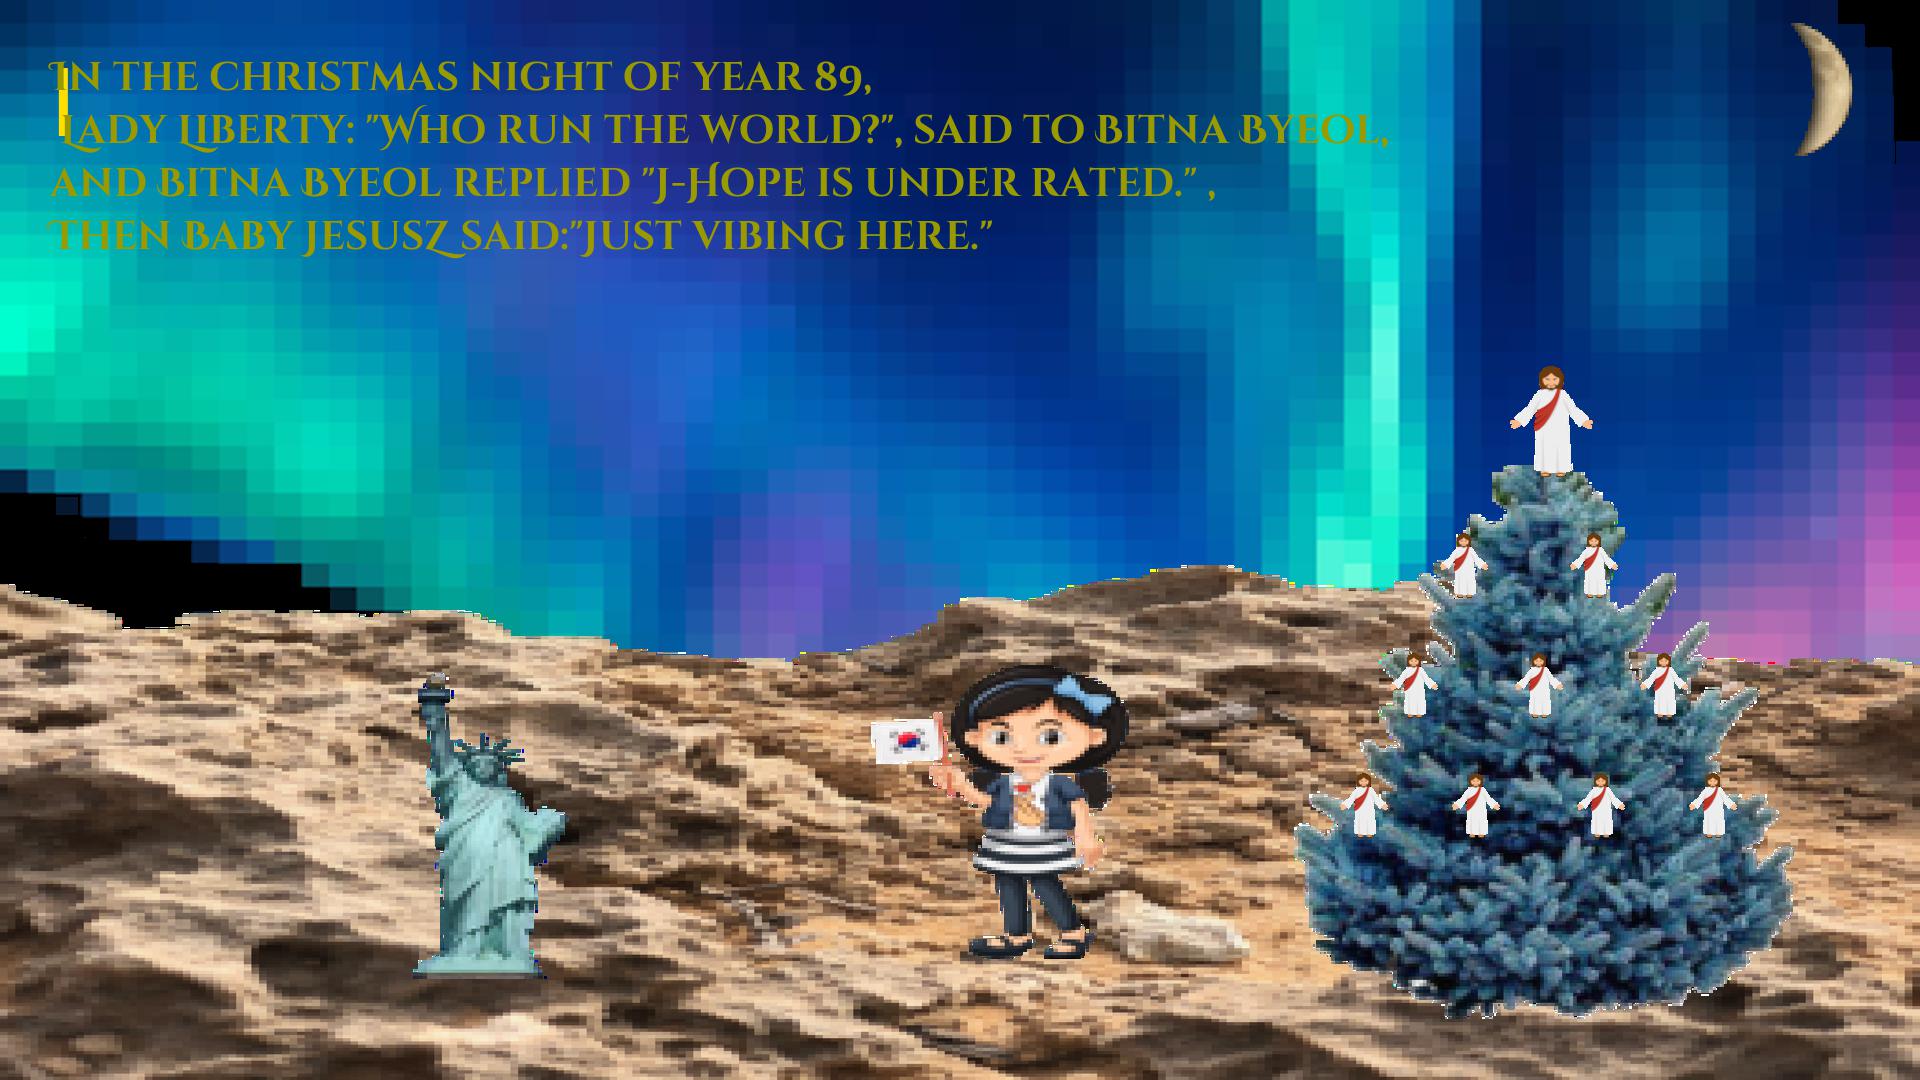 In the Christmas night of year 89,
Lady Liberty: "Who run the world?", said to Bitna Byeol,
and Bitna Byeol replied "J-Hope is under rated." ,
Then Baby JesusZ said:"Just vibing here."